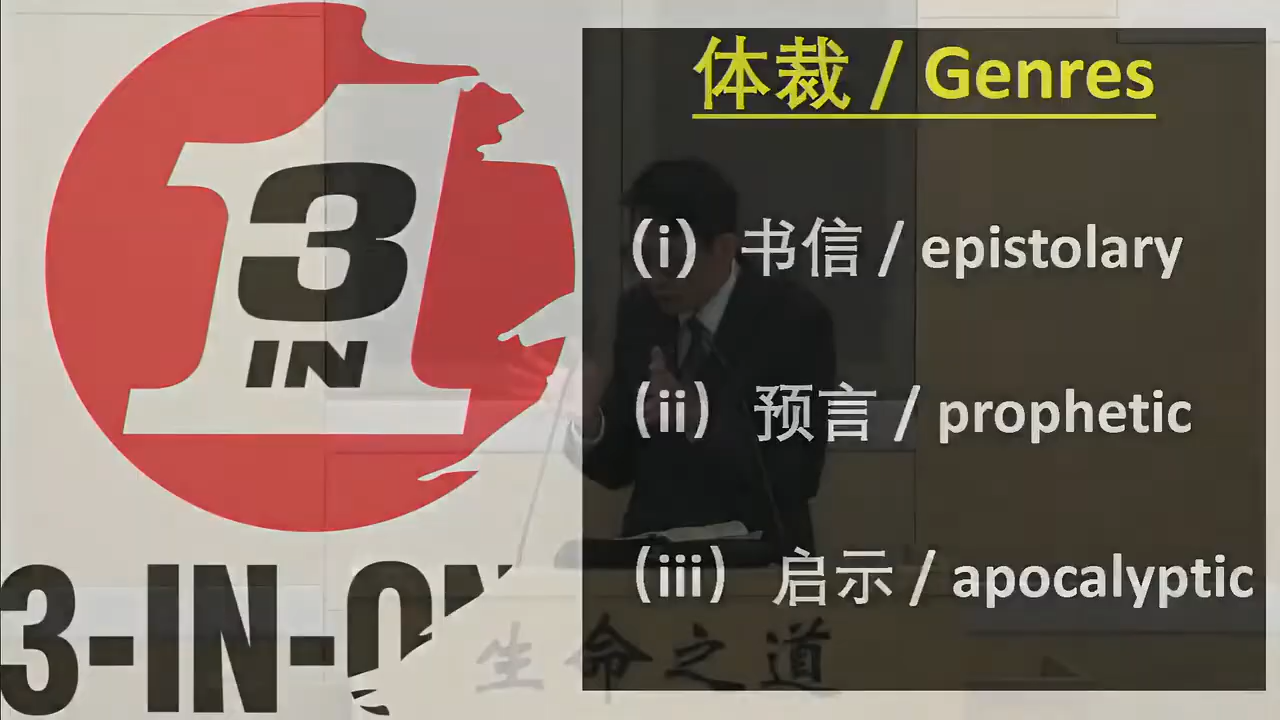 体裁 / Genres
3
IN
1
(i) 书信 / epistolary
(ii) 预言 / prophetic
(iii) 启示 / apocalyptic
3-IN-ON
生命之道